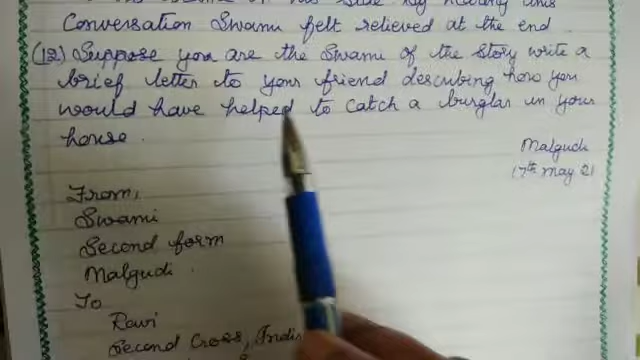 Conversation Swami felt relieved at the end.
(12) Suppose you are the Swami of the story write a
brief letter to your friend describing how you
would have helped to catch a burglar in your
house.
Malgudi
17th May 21
From,
Swami
Second form
Malgudi.
To
Ravi
Second Cross,